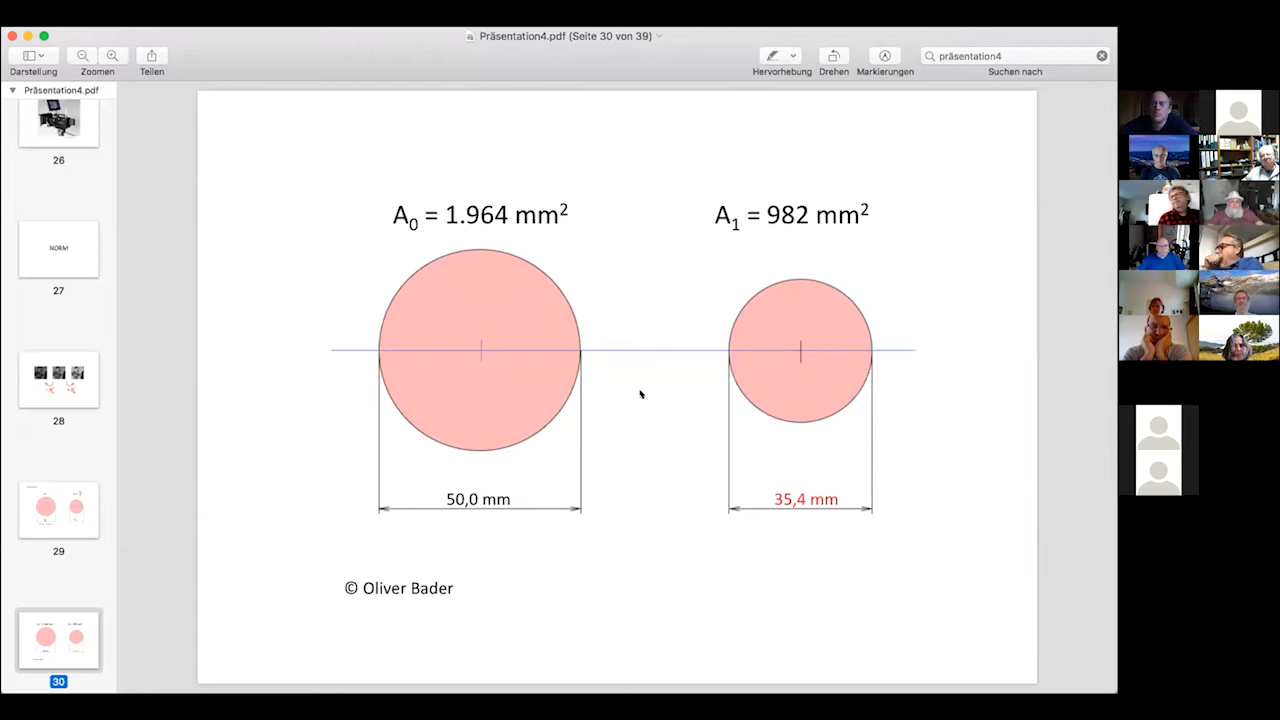 Präsentation4.pdf (Seite 30 von 39)
präsentation4
Darstellung
Zoomen
Teilen
Hervorhebung
Drehen
Markierungen
Suchen nach
Präsentation4.pdf
26
NORM
27
28
29
30
A0 = 1.964 mm²
A1 = 982 mm²
50,0 mm
35,4 mm
© Oliver Bader